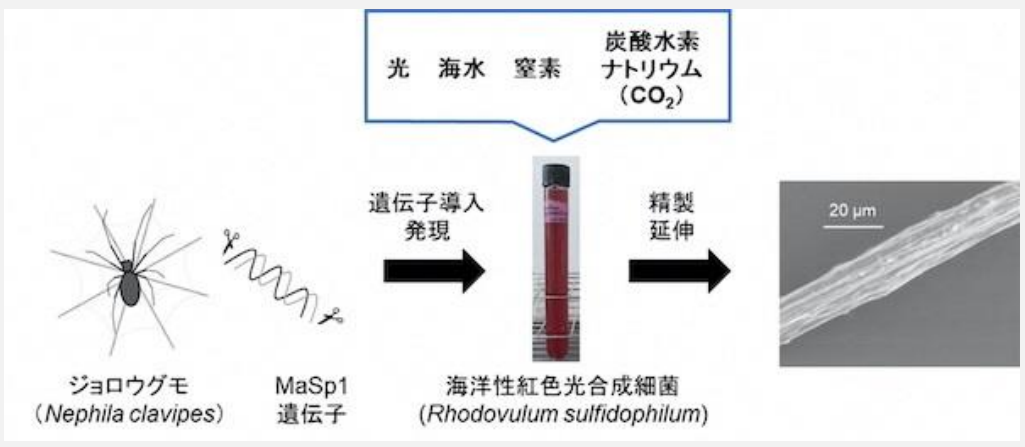 光 海水 窒素 炭酸水素
ナトリウム
（CO₂）
遺伝子導入
発現
精製
延伸
20 μm
ジョロウグモ
（Nephila clavipes）
MaSp1
遺伝子
海洋性紅色光合成細菌
(Rhodovulum sulfidophilum)